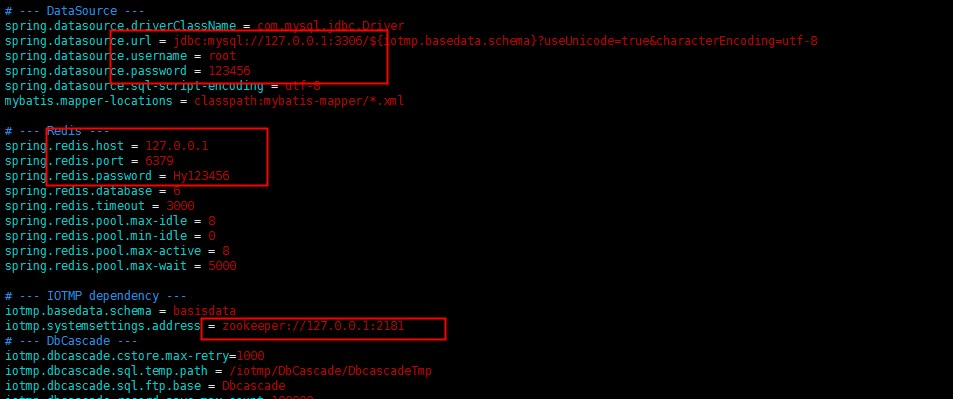 # --- DataSource ---
spring.datasource.driverClassName = com.mysql.jdbc.Driver
spring.datasource.url = jdbc:mysql://127.0.0.1:3306/${iotmp.basedata.schema}?useUnicode=true&characterEncoding=utf-8
spring.datasource.username = root
spring.datasource.password = 123456
spring.datasource.sql-script-encoding = utf-8
mybatis.mapper-locations = classpath:mybatis-mapper/*.xml
# --- Redis ---
spring.redis.host = 127.0.0.1
spring.redis.port = 6379
spring.redis.password = Hy123456
spring.redis.database = 6
spring.redis.timeout = 3000
spring.redis.pool.max-idle = 8
spring.redis.pool.min-idle = 0
spring.redis.pool.max-active = 8
spring.redis.pool.max-wait = 5000
# --- IOTMP dependency ---
iotmp.basedata.schema = basisdata
iotmp.systemsettings.address = zookeeper://127.0.0.1:2181
# --- DbCascade ---
iotmp.dbcascade.cstore.max-retry=1000
iotmp.dbcascade.sql.temp.path = /iotmp/DbCascade/DbcascadeTmp
iotmp.dbcascade.sql.ftp.base = Dbcascade